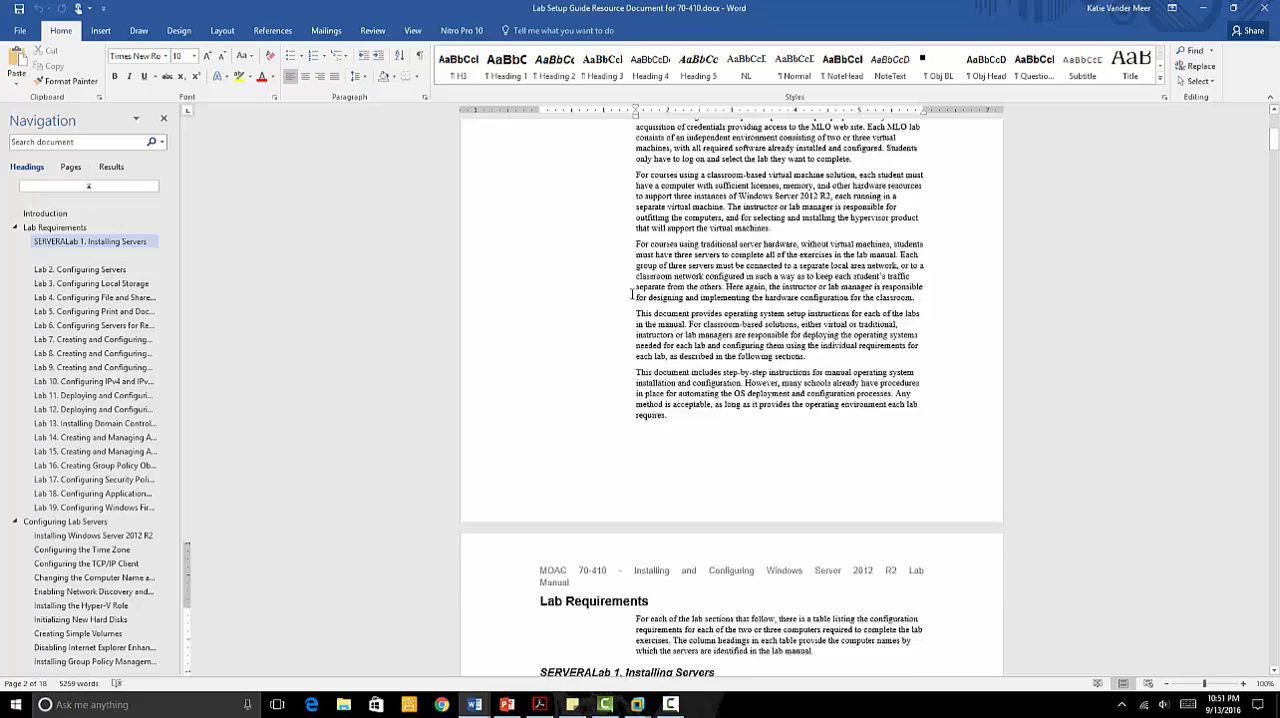 Lab Setup Guide Resource Document for 70-410.docx - Word
Katie Vander Meer
File
Home
Insert
Draw
Design
Layout
References
Mailings
Review
View
Nitro Pro 10
Tell me what you want to do
Share
Paste
Cut
Copy
Format Painter
Clipboard
Times New Ro
10
Font
Paragraph
AaBbCcI
¶ H3
AaBbC
¶ Heading 1
AaBbCc
¶ Heading 2
AaBbCcI
¶ Heading 3
AaBbCc
Heading 4
AaBbCc
Heading 5
AaBbCcD
NL
AaBbCcDc
¶ Normal
AaBbCcD
¶ NoteHead
AaBbCcDd
NoteText
¶ Obj BL
AaBbCcD
¶ Obj Head
AaBbCcI
¶ Questio...
AaBbCcD
Subtitle
AaB
Title
Styles
Find
Replace
Select
Editing
Navigation
Search document
Headings
Pages
Results
Introduction
Lab Requirements
SERVERALab 1. Installing Servers
Lab 2. Configuring Servers
Lab 3. Configuring Local Storage
Lab 4. Configuring File and Share...
Lab 5. Configuring Print and Doc...
Lab 6. Configuring Servers for Re...
Lab 7. Creating and Configuring...
Lab 8. Creating and Configuring...
Lab 9. Creating and Configuring...
Lab 10. Configuring IPv4 and IPv...
Lab 11. Deploying and Configuri...
Lab 12. Deploying and Configuri...
Lab 13. Installing Domain Control...
Lab 14. Creating and Managing A...
Lab 15. Creating and Managing A...
Lab 16. Creating Group Policy Ob...
Lab 17. Configuring Security Poli...
Lab 18. Configuring Application...
Lab 19. Configuring Windows Fir...
Configuring Lab Servers
Installing Windows Server 2012 R2
Configuring the Time Zone
Configuring the TCP/IP Client
Changing the Computer Name a...
Enabling Network Discovery and...
Installing the Hyper-V Role
Initializing New Hard Disks
Creating Simple Volumes
Disabling Internet Explorer Enhan...
Installing Group Policy Managem...
acquisition of credentials providing access to the MLO web site. Each MLO lab
consists of an independent environment consisting of two or three virtual
machines, with all required software already installed and configured. Students
only have to log on and select the lab they want to complete.
For courses using a classroom-based virtual machine solution, each student must
have a computer with sufficient licenses, memory, and other hardware resources
to support three instances of Windows Server 2012 R2, each running in a
separate virtual machine. The instructor or lab manager is responsible for
outfitting the computers, and for selecting and installing the hypervisor product
that will support the virtual machines.
For courses using traditional server hardware, without virtual machines, students
must have three servers to complete all of the exercises in the lab manual. Each
group of three servers must be connected to a separate local area network, or to a
classroom network configured in such a way as to keep each student's traffic
separate from the others. Here again, the instructor or lab manager is responsible
for designing and implementing the hardware configuration for the classroom.
This document provides operating system setup instructions for each of the labs
in the manual. For classroom-based solutions, either virtual or traditional,
instructors or lab managers are responsible for deploying the operating systems
needed for each lab and configuring them using the individual requirements for
each lab, as described in the following sections.
This document includes step-by-step instructions for manual operating system
installation and configuration. However, many schools already have procedures
in place for automating the OS deployment and configuration processes. Any
method is acceptable, as long as it provides the operating environment each lab
requires.
MOAC 70-410 - Installing and Configuring Windows Server 2012 R2 Lab
Manual
Lab Requirements
For each of the lab sections that follow, there is a table listing the configuration
requirements for each of the two or three computers required to complete the lab
exercises. The column headings in each table provide the computer names by
which the servers are identified in the lab manual.
SERVERALab 1. Installing Servers
Page 2 of 18
5259 words
100%
Ask me anything
10:51 PM
9/13/2016